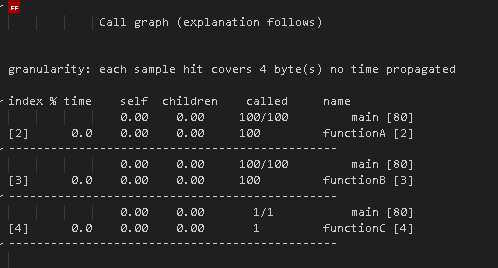 FF
Call graph (explanation follows)
granularity: each sample hit covers 4 byte(s) no time propagated
index % time    self  children    called     name
                0.00    0.00     100/100         main [80]
[2]      0.0    0.00    0.00     100         functionA [2]
-----------------------------------------------
                0.00    0.00     100/100         main [80]
[3]      0.0    0.00    0.00     100         functionB [3]
-----------------------------------------------
                0.00    0.00       1/1           main [80]
[4]      0.0    0.00    0.00       1         functionC [4]
-----------------------------------------------